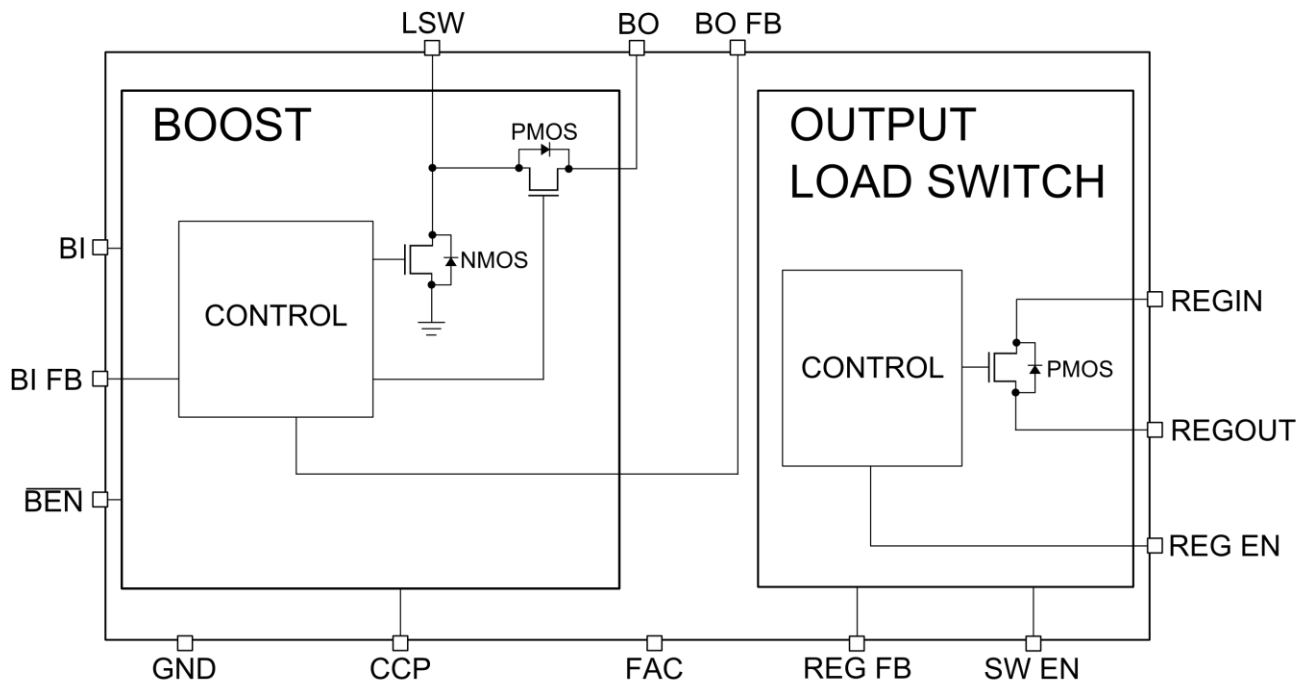 LSW
BO
BO FB
BOOST
PMOS
OUTPUT
LOAD SWITCH
BI
NMOS
CONTROL
REGIN
CONTROL
PMOS
BI FB
REGOUT
B̅E̅N̅
REG EN
GND
CCP
FAC
REG FB
SW EN